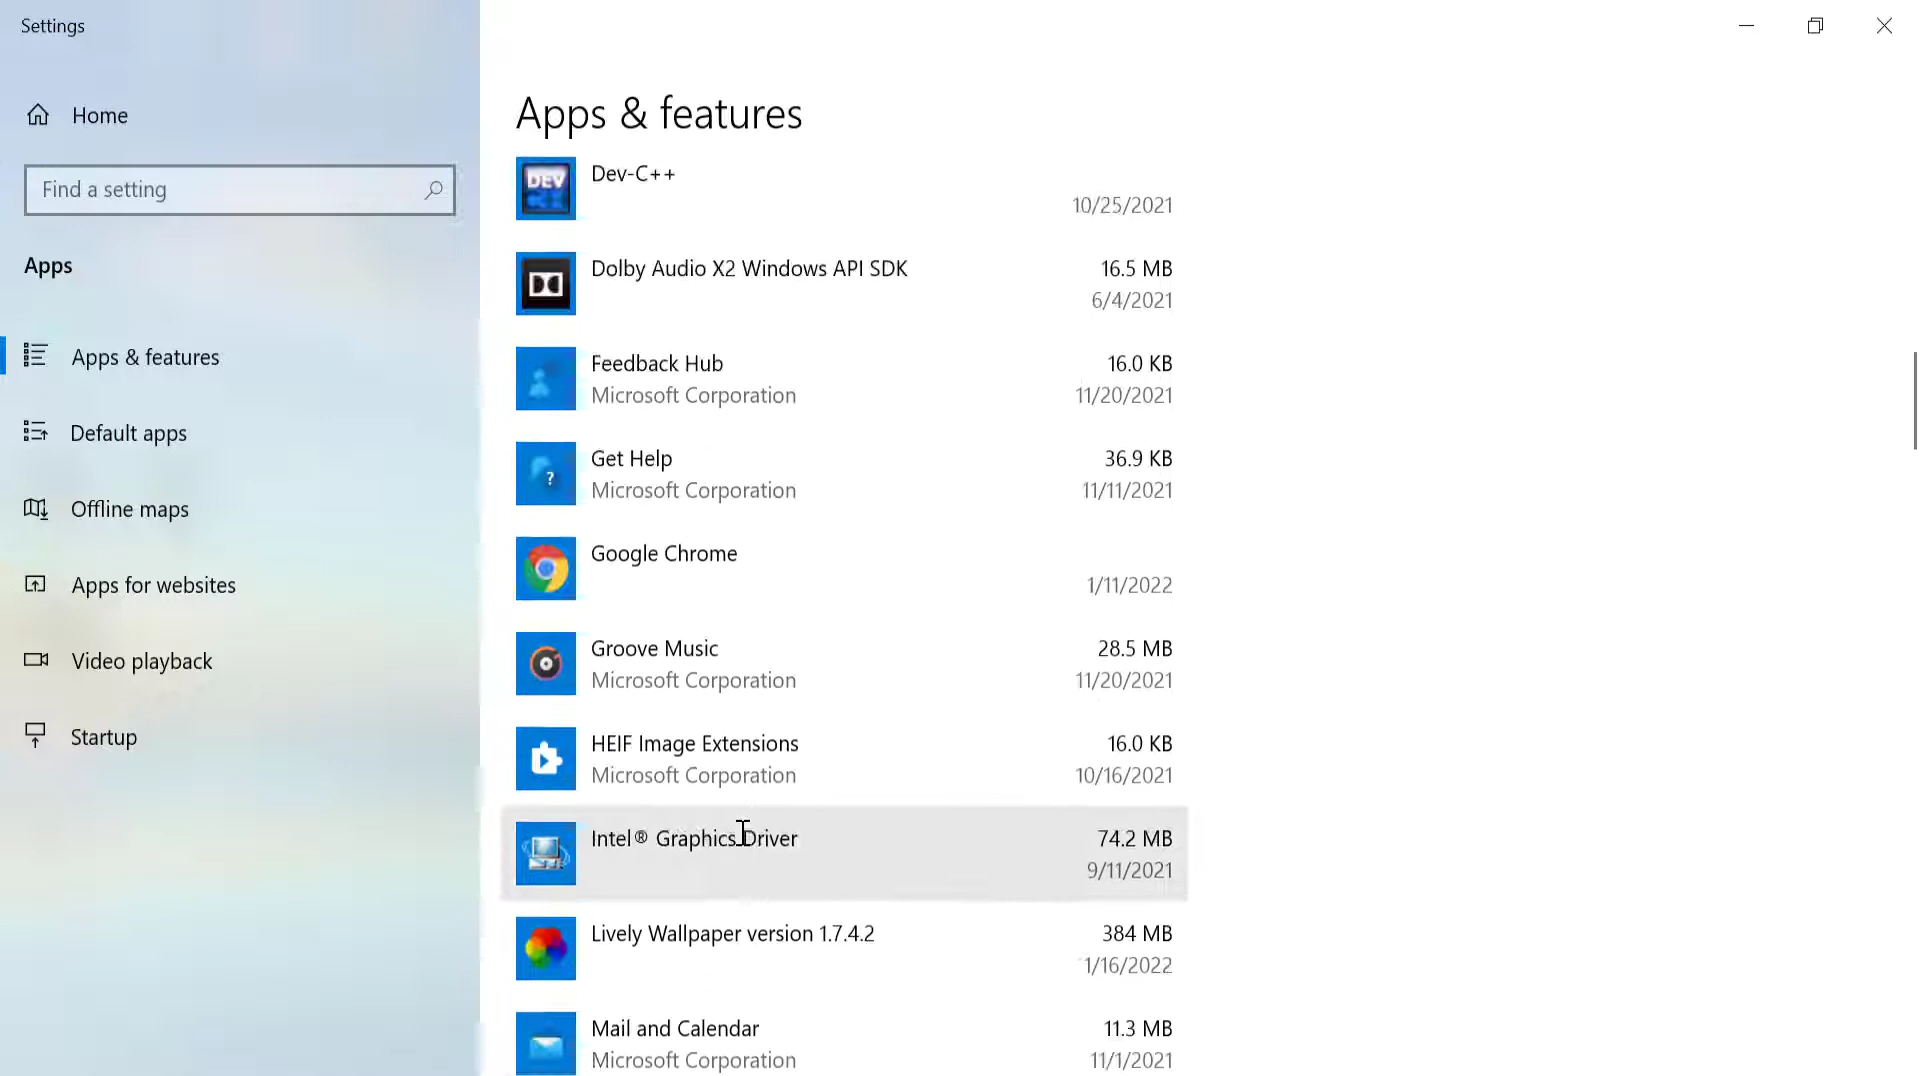 Settings
Home
Find a setting
Apps
Apps & features
Default apps
Offline maps
Apps for websites
Video playback
Startup
Apps & features
DEV
C++
Dev-C++
10/25/2021
Dolby Audio X2 Windows API SDK 16.5 MB
6/4/2021
Feedback Hub 16.0 KB
Microsoft Corporation 11/20/2021
?
Get Help 36.9 KB
Microsoft Corporation 11/11/2021
Google Chrome
1/11/2022
Groove Music 28.5 MB
Microsoft Corporation 11/20/2021
HEIF Image Extensions 16.0 KB
Microsoft Corporation 10/16/2021
Intel® Graphics Driver 74.2 MB
9/11/2021
Lively Wallpaper version 1.7.4.2 384 MB
1/16/2022
Mail and Calendar 11.3 MB
Microsoft Corporation 11/1/2021